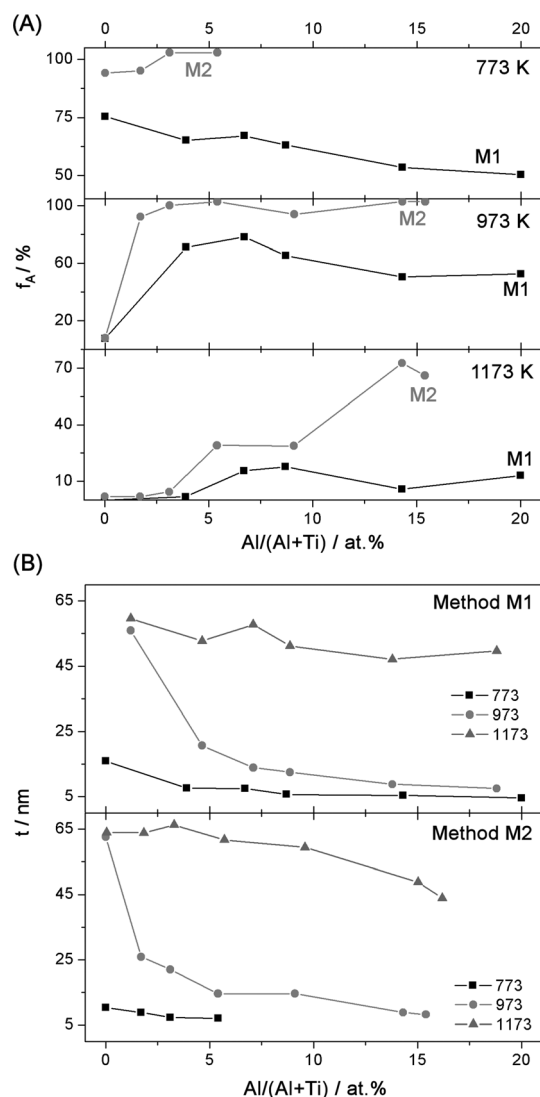 (A)
0 5 10 15 20
100
75
50
773 K
M2
M1
100
60
20
973 K
M2
M1
f_A / %
70
40
10
1173 K
M2
M1
0 5 10 15 20
Al/(Al+Ti) / at.%
(B)
65
45
25
5
Method M1
773
973
1173
t / nm
65
45
25
5
Method M2
773
973
1173
0 5 10 15 20
Al/(Al+Ti) / at.%